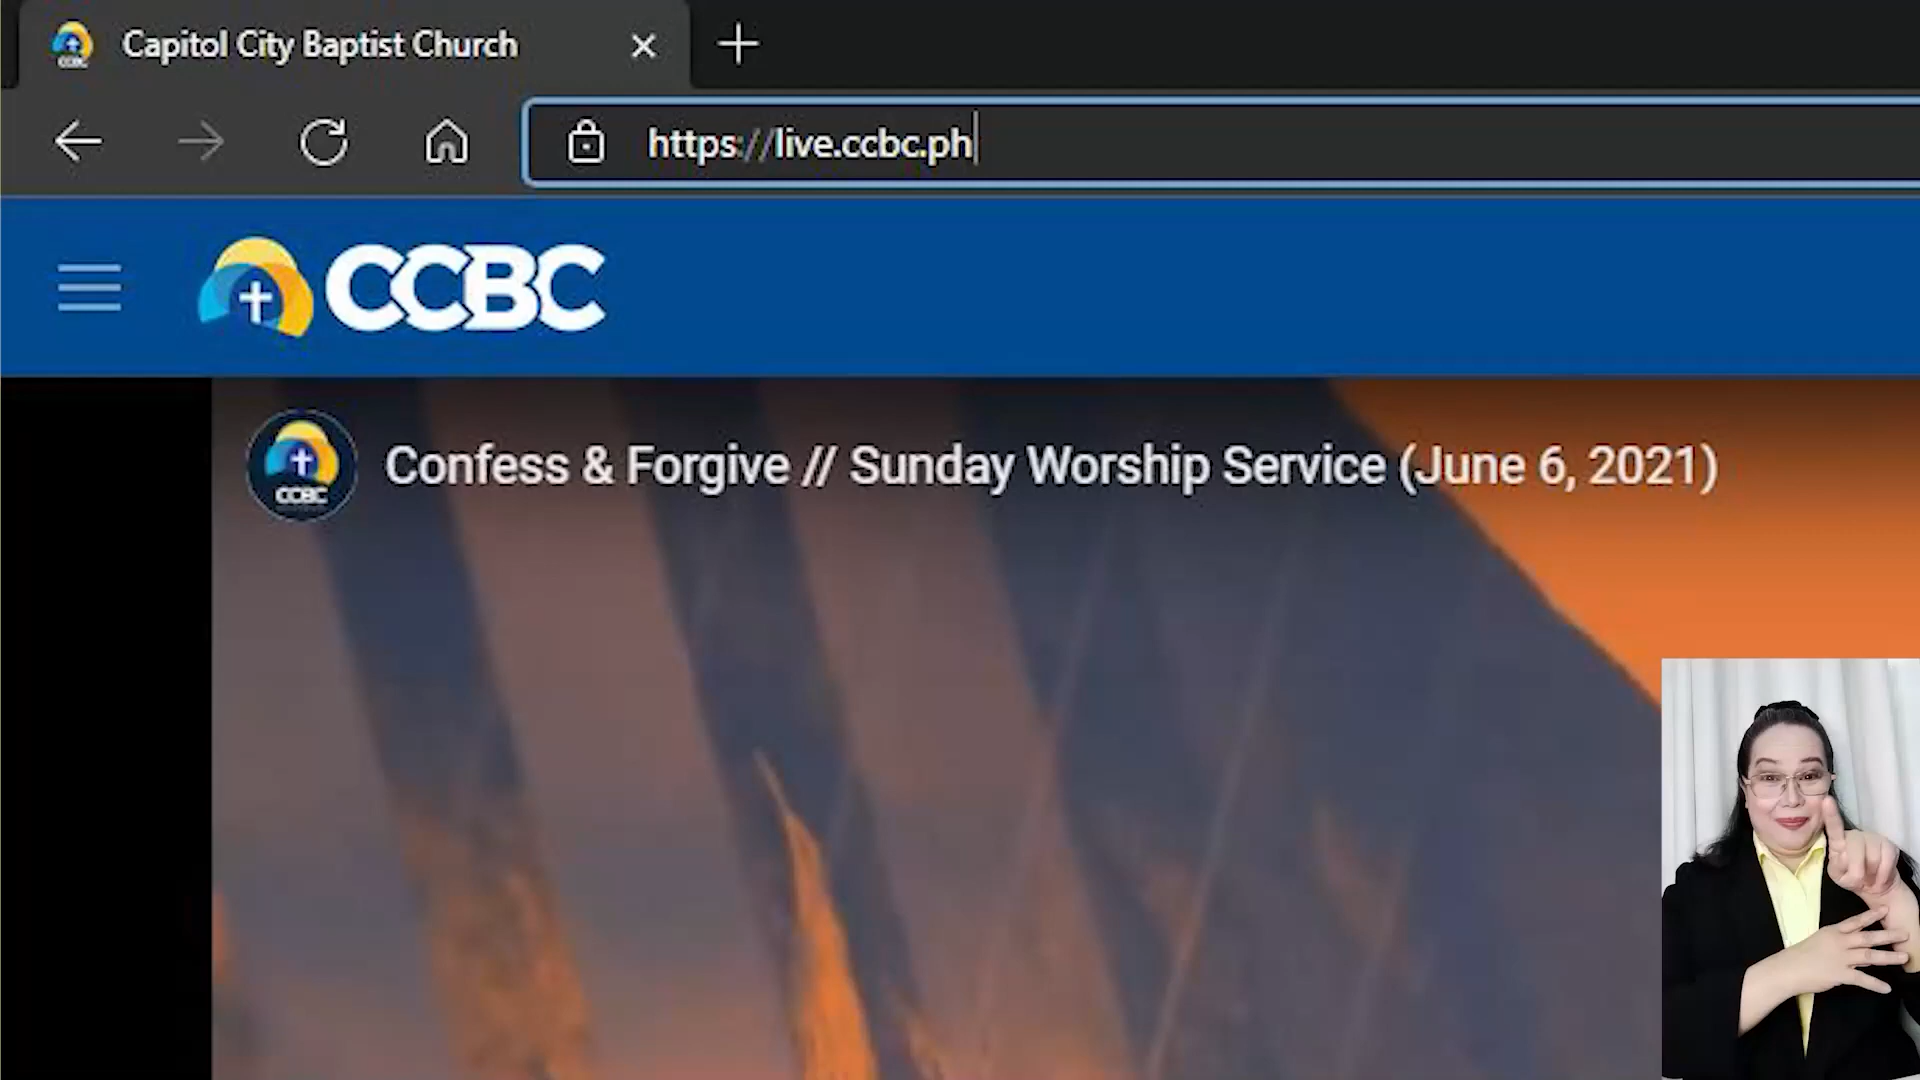 Capitol City Baptist Church
https://live.ccbc.ph
CCBC
CCBC
Confess & Forgive // Sunday Worship Service (June 6, 2021)